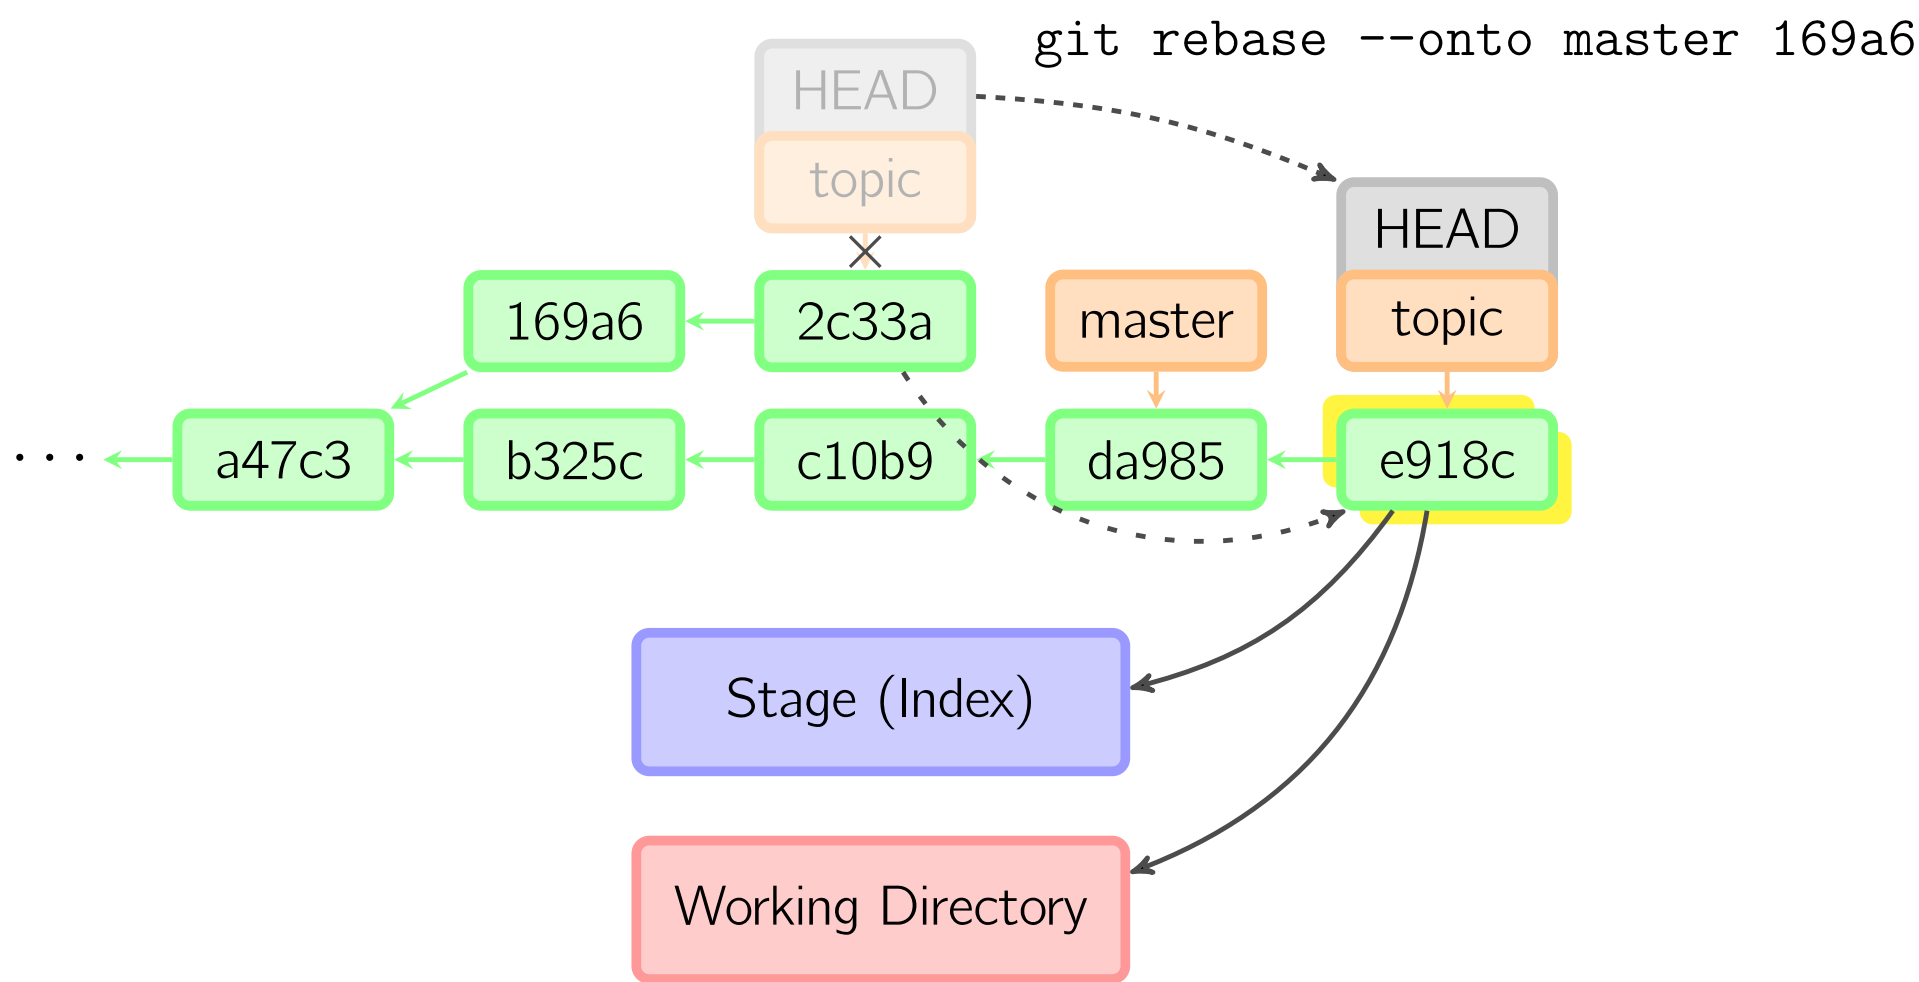 git rebase --onto master 169a6
HEAD
topic
HEAD
169a6
2c33a
master
topic
...
a47c3
b325c
c10b9
da985
e918c
Stage (Index)
Working Directory